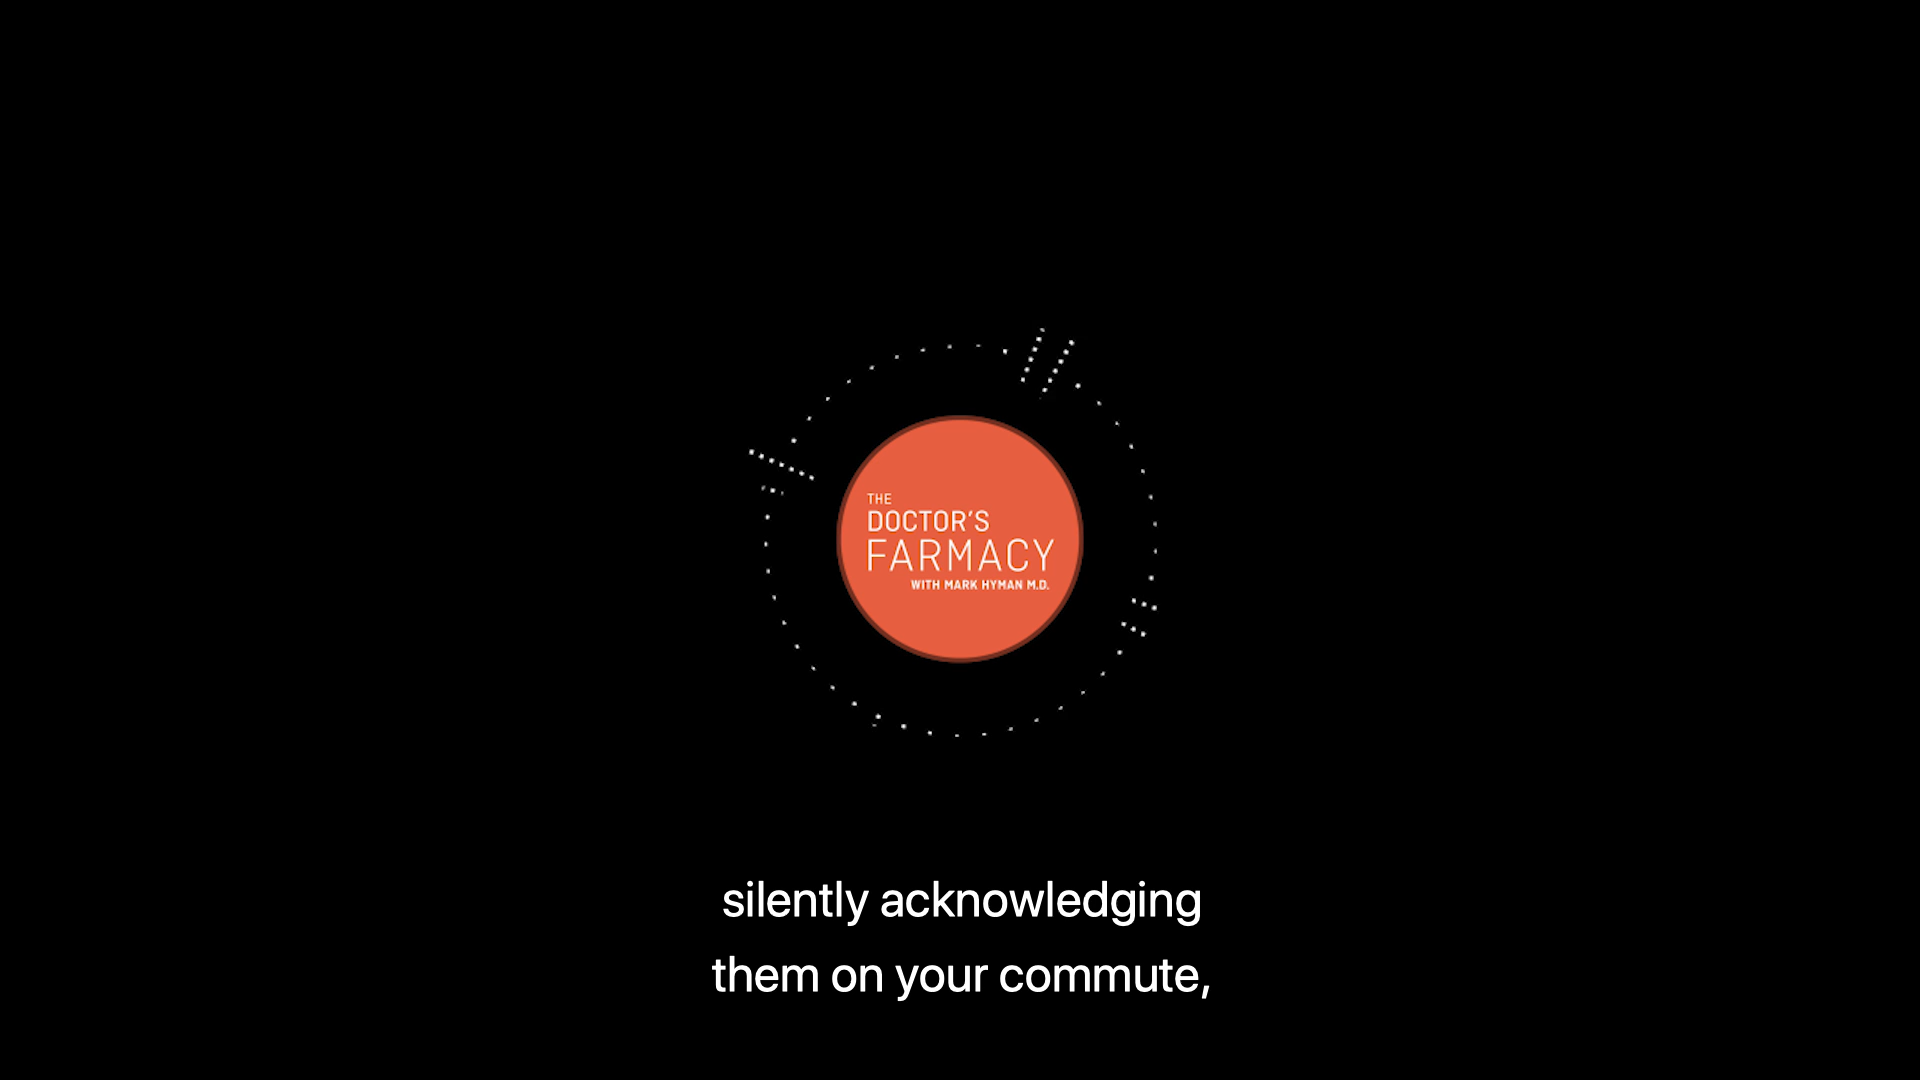 THE
DOCTOR'S
FARMACY
WITH MARK HYMAN M.D.
silently acknowledging
them on your commute,